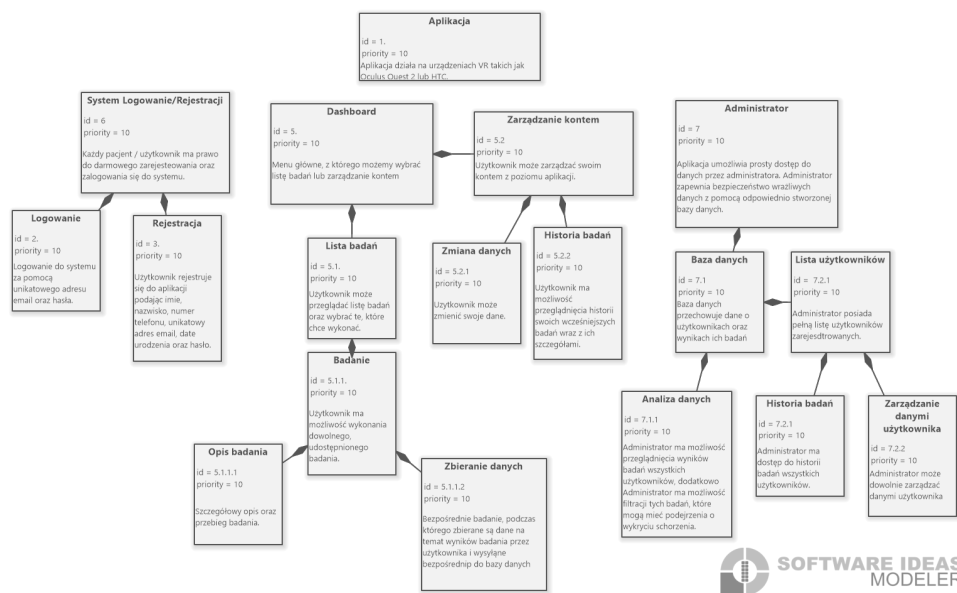 Aplikacja
id = 1.
priority = 10
Aplikacja działa na urządzeniach VR takich jak
Oculus Quest 2 lub HTC.
System Logowanie/Rejestracji
id = 6
priority = 10
Każdy pacjent / użytkownik ma prawo
do darmowego zarejesteowania oraz
zalogowania się do systemu.
Logowanie
id = 2.
priority = 10
Logowanie do systemu
za pomocą
unikatowego adresu
email oraz hasła.
Rejestracja
id = 3.
priority = 10
Użytkownik rejestruje
się do aplikacji
podając imie,
nazwisko, numer
telefonu, unikatowy
adres email, date
urodzenia oraz hasło.
Dashboard
id = 5.
priority = 10
Menu główne, z którego możemy wybrać
listę badań lub zarządzanie kontem
Zarządzanie kontem
id = 5.2
priority = 10
Użytkownik może zarządzać swoim
kontem z poziomu aplikacji.
Lista badań
id = 5.1.
priority = 10
Użytkownik może
przeglądać listę badań
oraz wybrać te, które
chce wykonać.
Zmiana danych
id = 5.2.1
priority = 10
Użytkownik może
zmienić swoje dane.
Historia badań
id = 5.2.2
priority = 10
Użytkownik ma
możliwość
przeglądnięcia historii
swoich wcześniejszych
badań wraz z ich
szczegółami.
Badanie
id = 5.1.1.
priority = 10
Użytkownik ma
możliwość wykonania
dowolnego,
udostępnionego
badania.
Opis badania
id = 5.1.1.1
priority = 10
Szczegółowy opis oraz
przebieg badania.
Zbieranie danych
id = 5.1.1.2
priority = 10
Bezpośrednie badanie, podczas
którego zbierane są dane na
temat wyników badania przez
użytkownika i wysyłąne
bezpośrednip do bazy danych
Administrator
id = 7
priority = 10
Aplikacja umożliwia prosty dostęp do
danych przez administratora. Administrator
zapewnia bezpieczeństwo wrażliwych
danych z pomocą odpowiednio stworzonej
bazy danych.
Baza danych
id = 7.1
priority = 10
Baza danych
przechowuje dane o
użytkownikach oraz
wynikach ich badań
Lista użytkowników
id = 7.2.1
priority = 10
Administrator posiada
pełną listę użytkowników
zarejesdtrowanych.
Analiza danych
id = 7.1.1
priority = 10
Administrator ma możliwość
przeglądnięcia wyników
badań wszystkich
użytkowników, dodatkowo
Administrator ma możliwość
filtracji tych badań, które
mogą mieć podejrzenia o
wykryciu schorzenia.
Historia badań
id = 7.2.1
priority = 10
Administrator ma
dostęp do historii
badań wszystkich
użytkowników.
Zarządzanie
danymi
użytkownika
id = 7.2.2
priority = 10
Administrator może
dowolnie zarządzać
danymi użytkownika
SOFTWARE IDEAS
MODELER